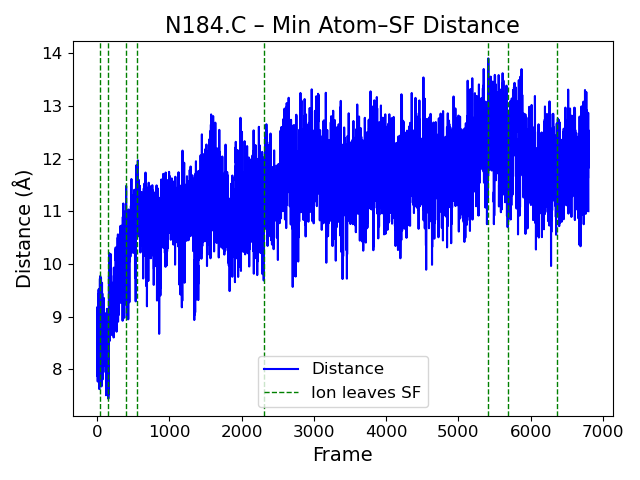 N184.C – Min Atom–SF Distance
Distance (Å)
14
13
12
11
10
9
8
Distance
Ion leaves SF
0 1000 2000 3000 4000 5000 6000 7000
Frame